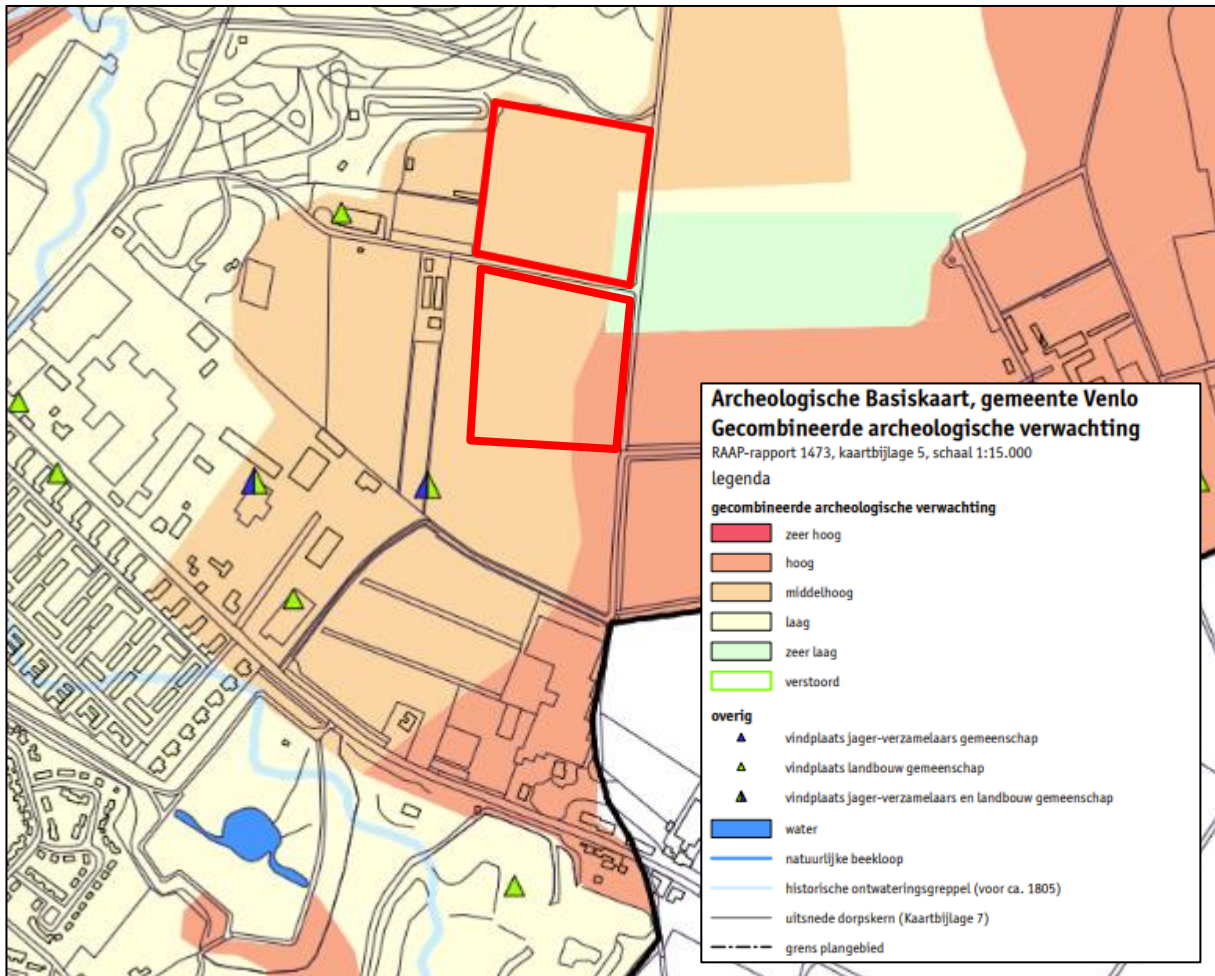 Archeologische Basiskaart, gemeente Venlo
Gecombineerde archeologische verwachting
RAAP-rapport 1473, kaartbijlage 5, schaal 1:15.000
legenda
gecombineerde archeologische verwachting
zeer hoog
hoog
middelhoog
laag
zeer laag
verstoord
overig
vindplaats jager-verzamelaars gemeenschap
vindplaats landbouw gemeenschap
vindplaats jager-verzamelaars en landbouw gemeenschap
water
natuurlijke beekloop
historische ontwateringsgreppel (voor ca. 1805)
uitsnede dorpskern (Kaartbijlage 7)
grens plangebied